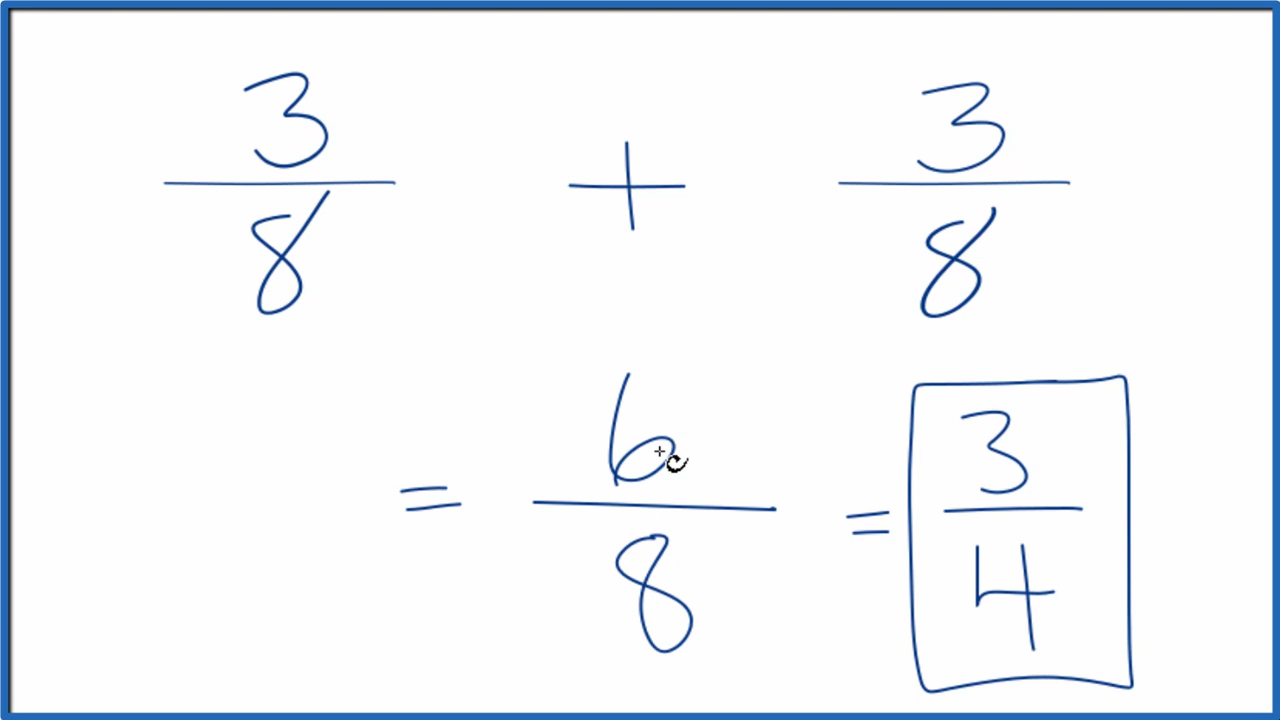 3/8 + 3/8
= 6/8 = 3/4